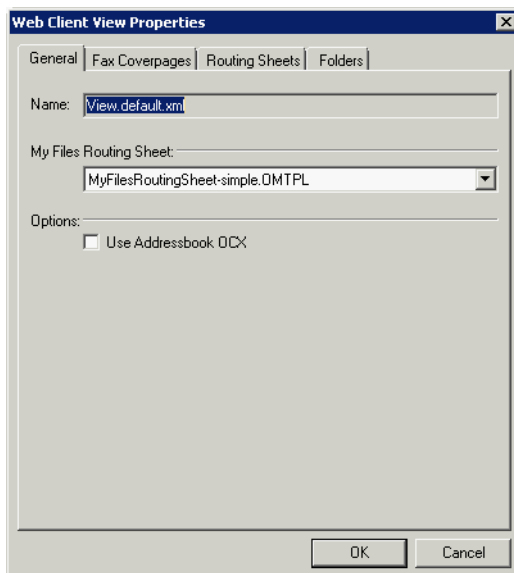 Web Client View Properties
General Fax Coverpages Routing Sheets Folders
Name: View.default.xml
My Files Routing Sheet:
MyFilesRoutingSheet-simple.OMTPL
Options:
Use Addressbook OCX
OK Cancel